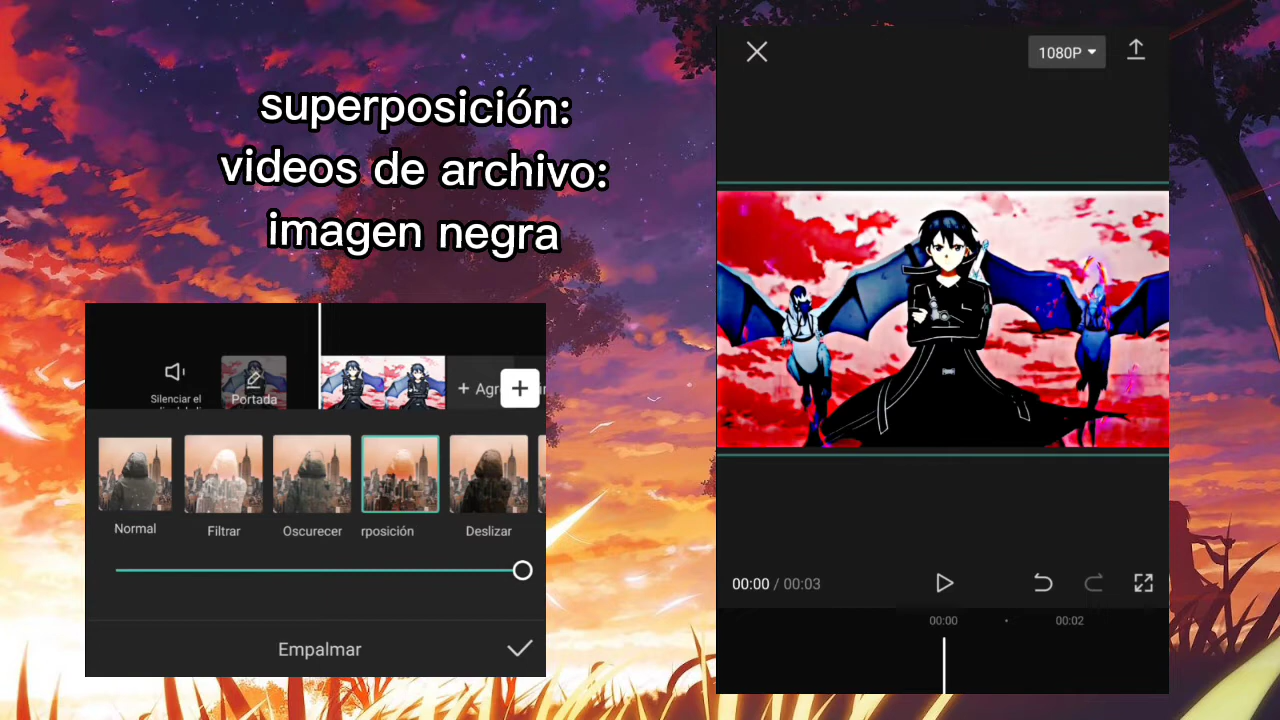 superposición:
videos de archivo:
imagen negra
1080P
Silenciar el
Portada
+ Agr
Normal
Filtrar
Oscurecer
rposición
Deslizar
Empalmar
00:00 / 00:03
00:00
00:02